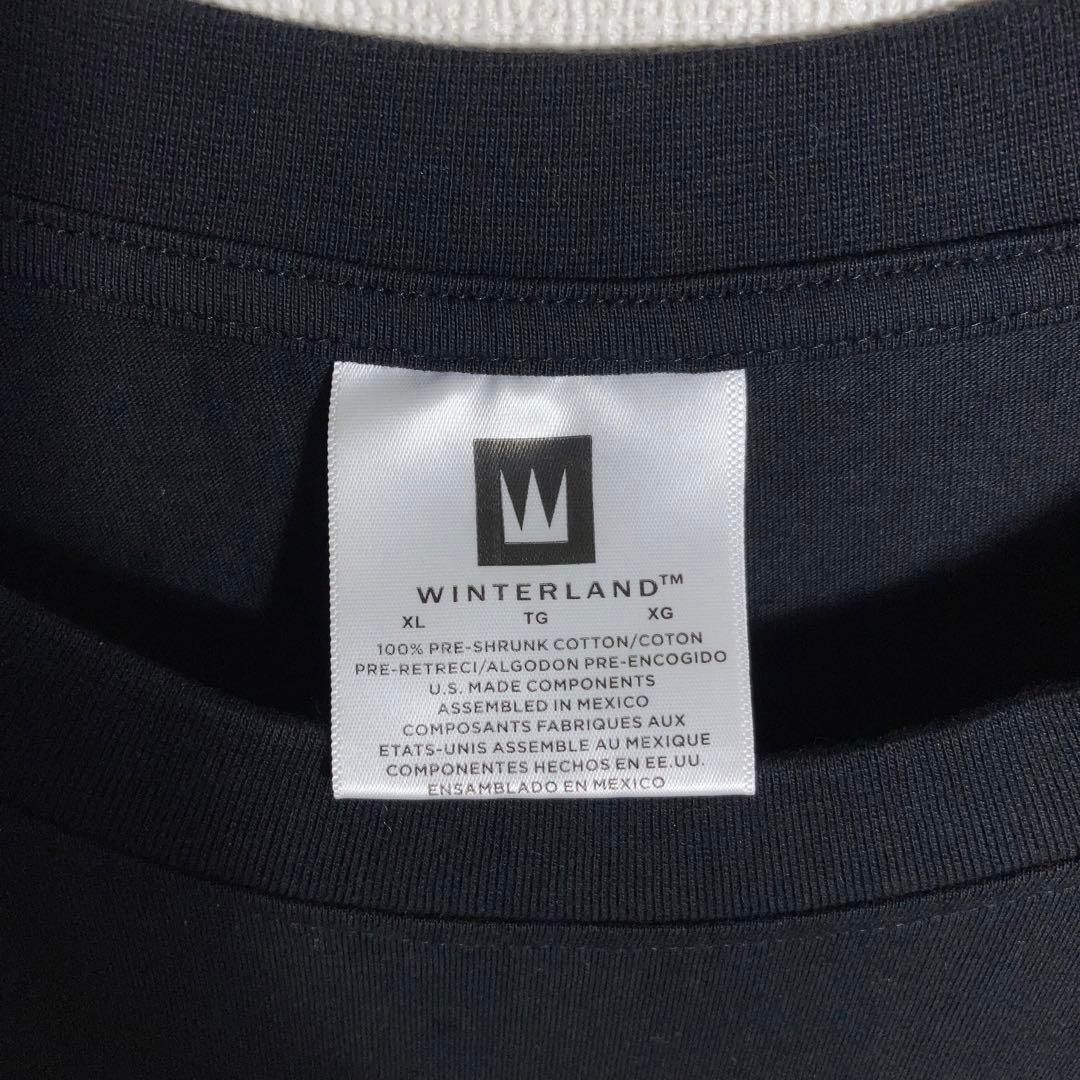 W
WINTERLAND™
XL TG XG
100% PRE-SHRUNK COTTON/COTON
PRE-RETRECI/ALGODON PRE-ENCOGIDO
U.S. MADE COMPONENTS
ASSEMBLED IN MEXICO
COMPOSANTS FABRIQUES AUX
ETATS-UNIS ASSEMBLE AU MEXIQUE
COMPONENTES HECHOS EN EE.UU.
ENSAMBLADO EN MEXICO